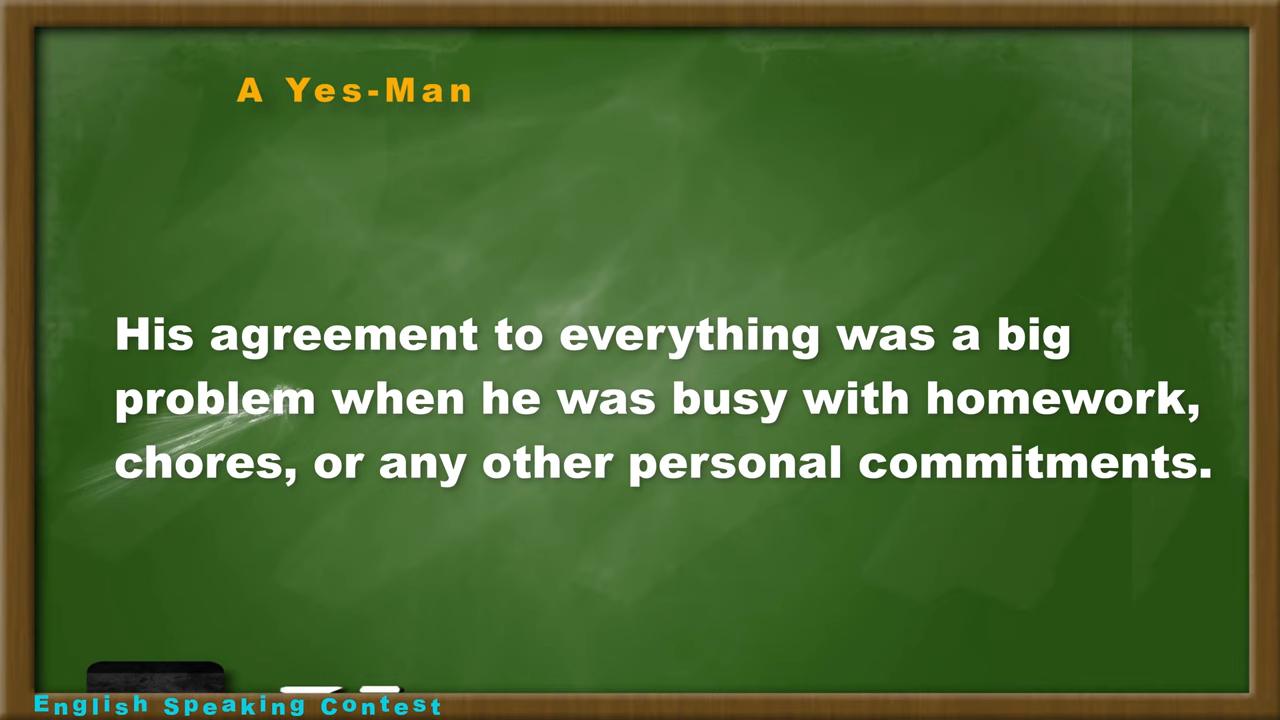 A Yes-Man
His agreement to everything was a big
problem when he was busy with homework,
chores, or any other personal commitments.
English Speaking Contest